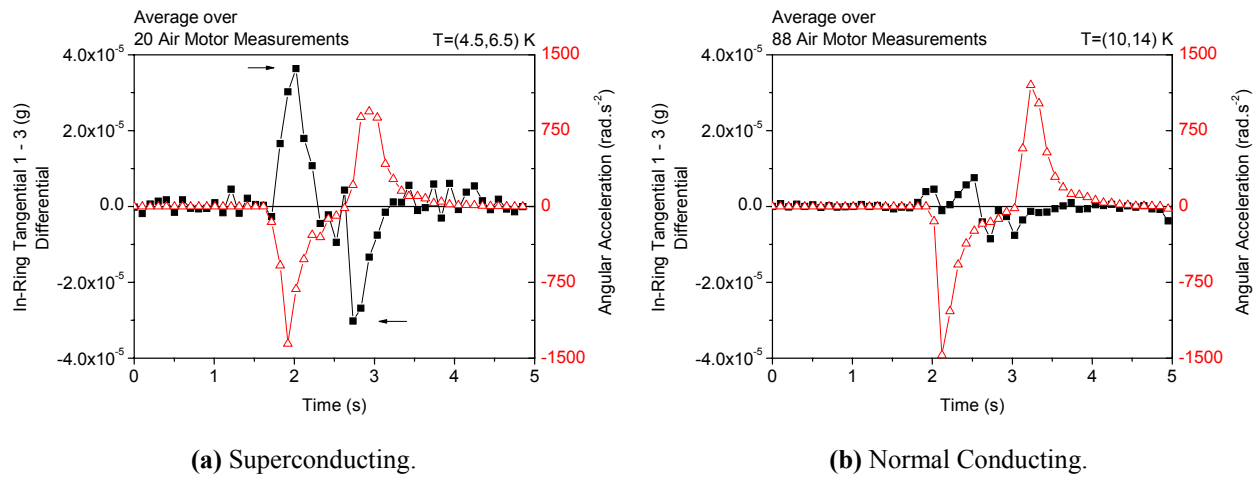 Average over
20 Air Motor Measurements T=(4.5,6.5) K
4.0x10⁻⁵
2.0x10⁻⁵
0.0
-2.0x10⁻⁵
-4.0x10⁻⁵
In-Ring Tangential 1 - 3 (g)
Differential
1500
750
0
-750
-1500
Angular Acceleration (rad.s⁻²)
0 1 2 3 4 5
Time (s)
(a) Superconducting.
Average over
88 Air Motor Measurements T=(10,14) K
4.0x10⁻⁵
2.0x10⁻⁵
0.0
-2.0x10⁻⁵
-4.0x10⁻⁵
In-Ring Tangential 1 - 3 (g)
Differential
1500
750
0
-750
-1500
Angular Acceleration (rad.s⁻²)
0 1 2 3 4 5
Time (s)
(b) Normal Conducting.